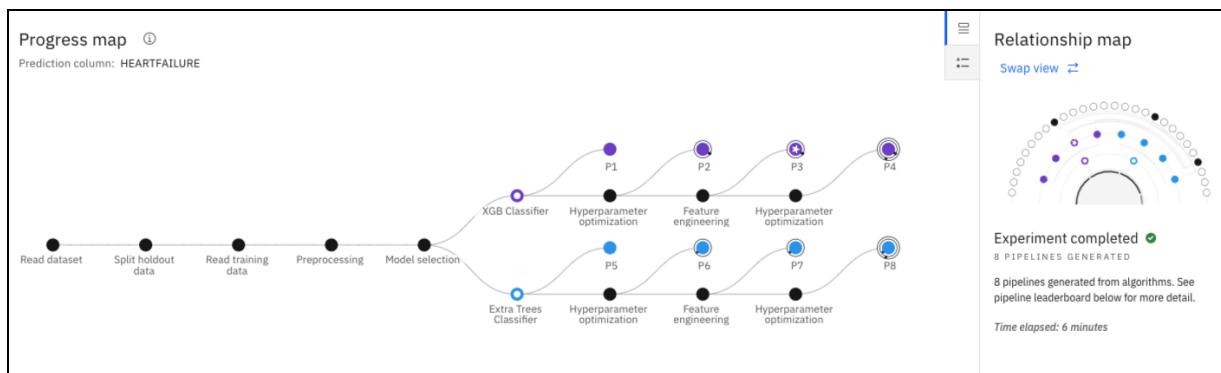 Progress map
Prediction column: HEARTFAILURE
Read dataset
Split holdout
data
Read training
data
Preprocessing
Model selection
XGB Classifier
P1
Hyperparameter
optimization
P2
Feature
engineering
P3
Hyperparameter
optimization
P4
Extra Trees
Classifier
P5
Hyperparameter
optimization
P6
Feature
engineering
P7
Hyperparameter
optimization
P8
Relationship map
Swap view
Experiment completed
8 PIPELINES GENERATED
8 pipelines generated from algorithms. See
pipeline leaderboard below for more detail.
Time elapsed: 6 minutes